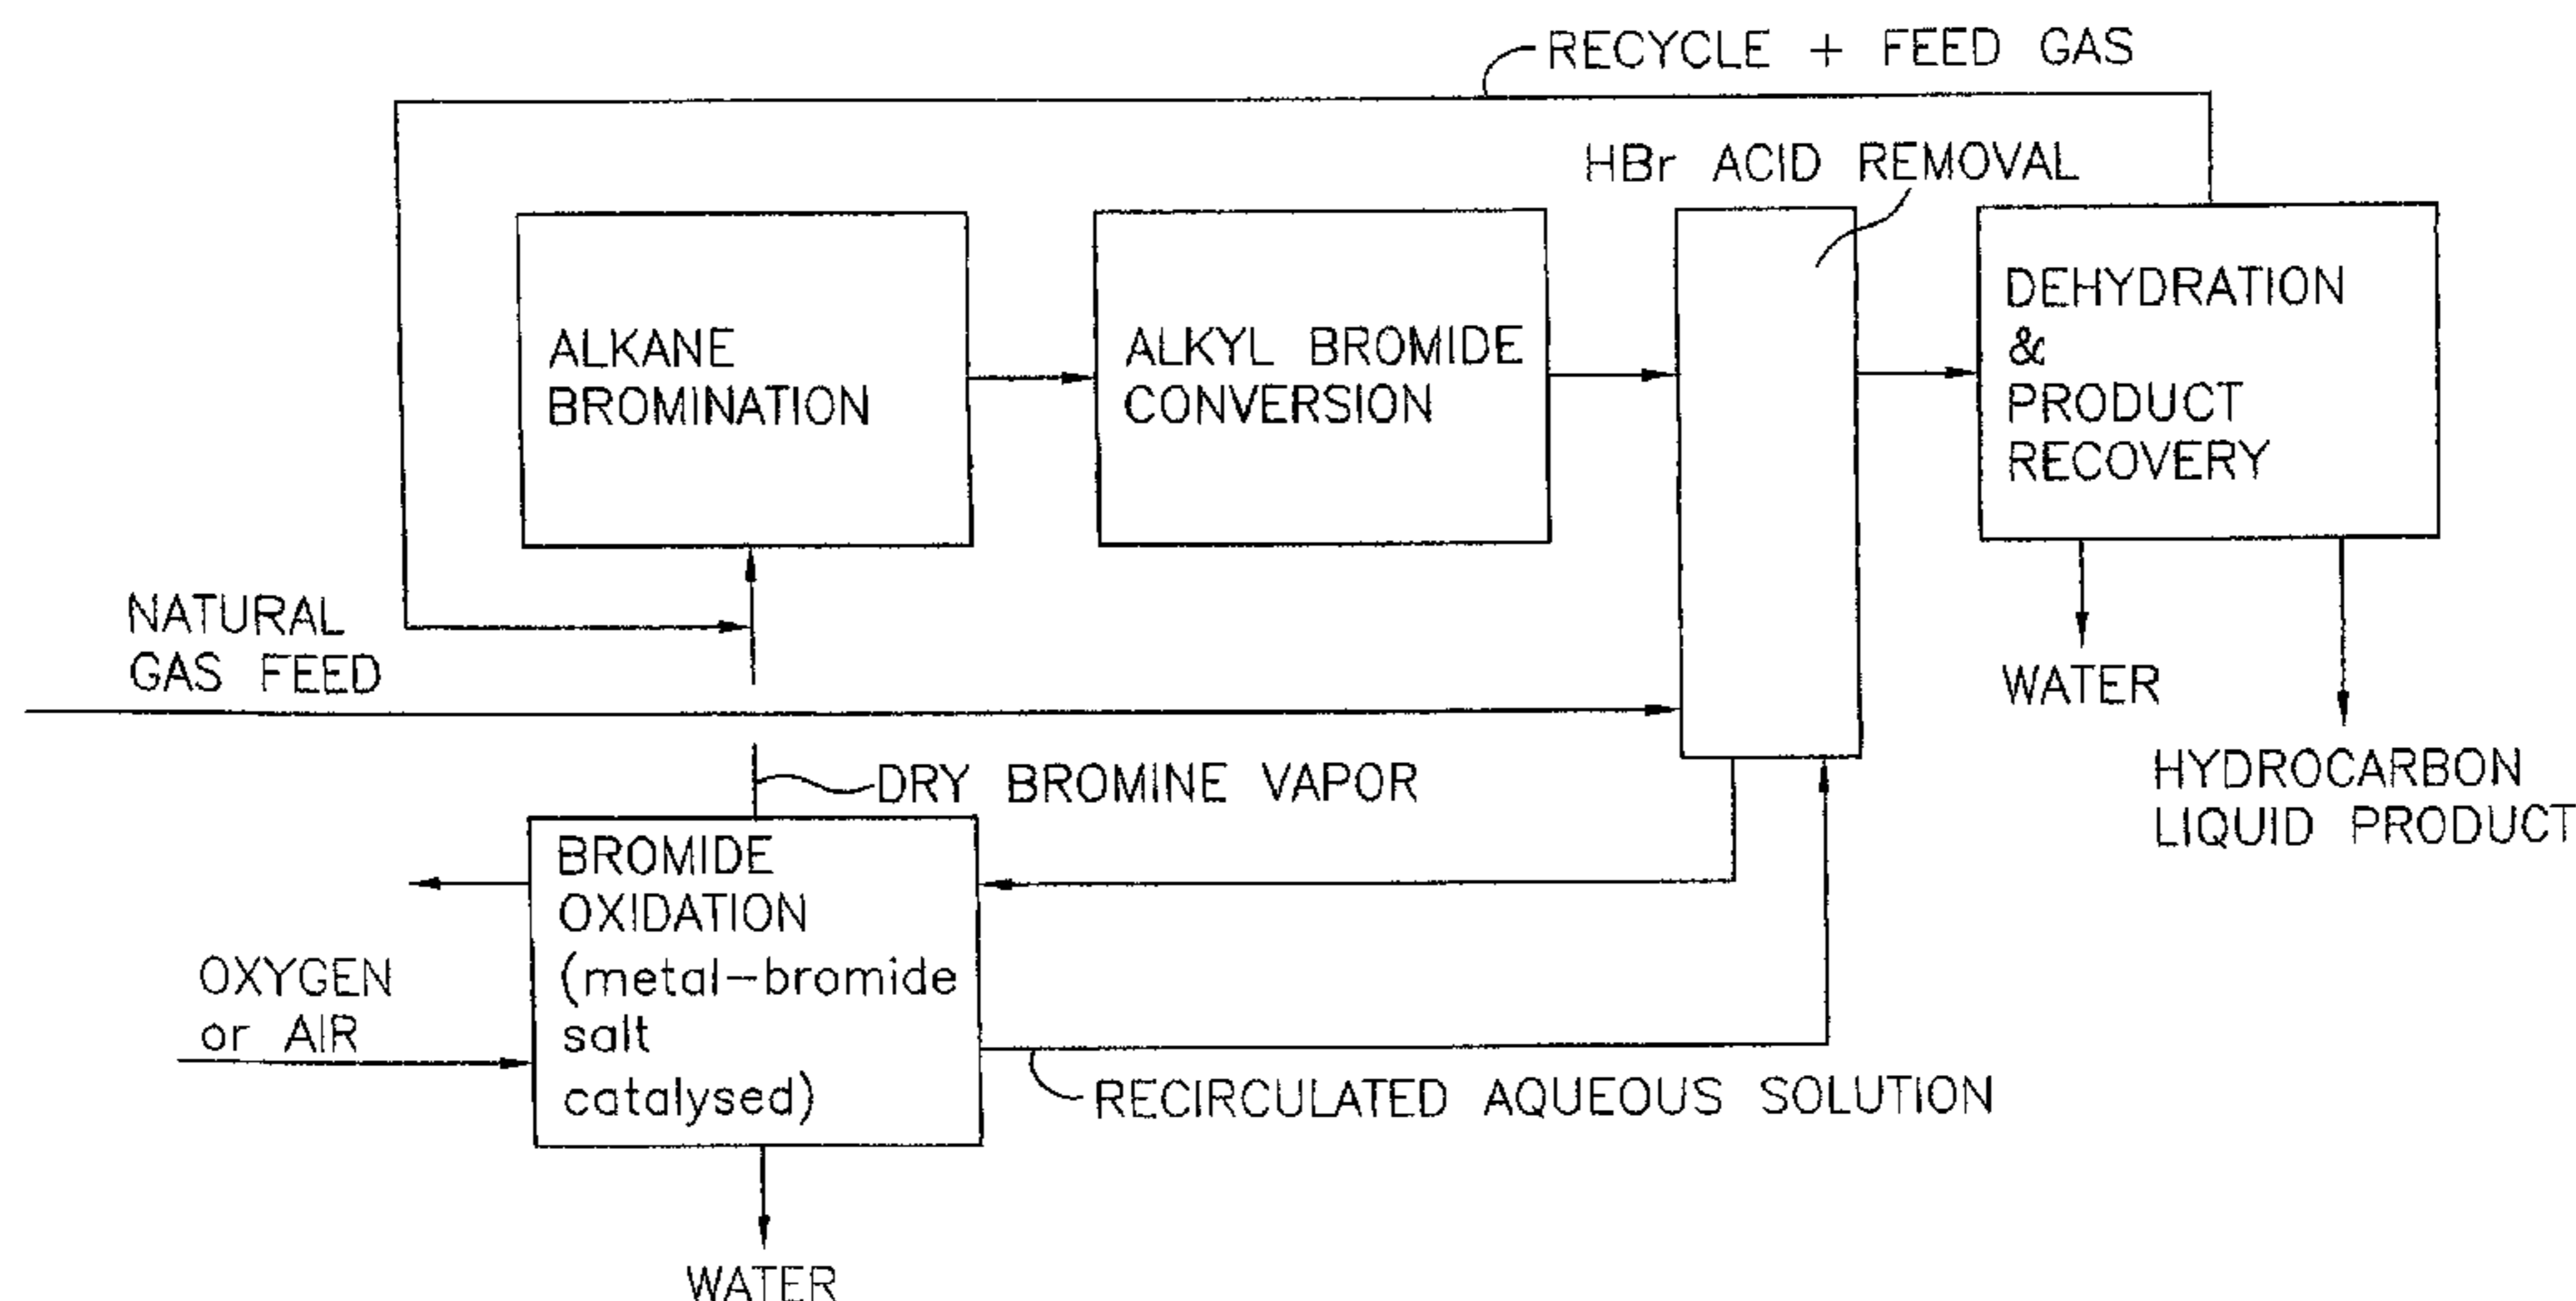 RECYCLE + FEED GAS
HBr ACID REMOVAL
ALKANE
BROMINATION
ALKYL BROMIDE
CONVERSION
DEHYDRATION
&
PRODUCT
RECOVERY
NATURAL
GAS FEED
WATER
HYDROCARBON
LIQUID PRODUCT
DRY BROMINE VAPOR
BROMIDE
OXIDATION
(metal-bromide
salt
catalysed)
OXYGEN
or AIR
RECIRCULATED AQUEOUS SOLUTION
WATER